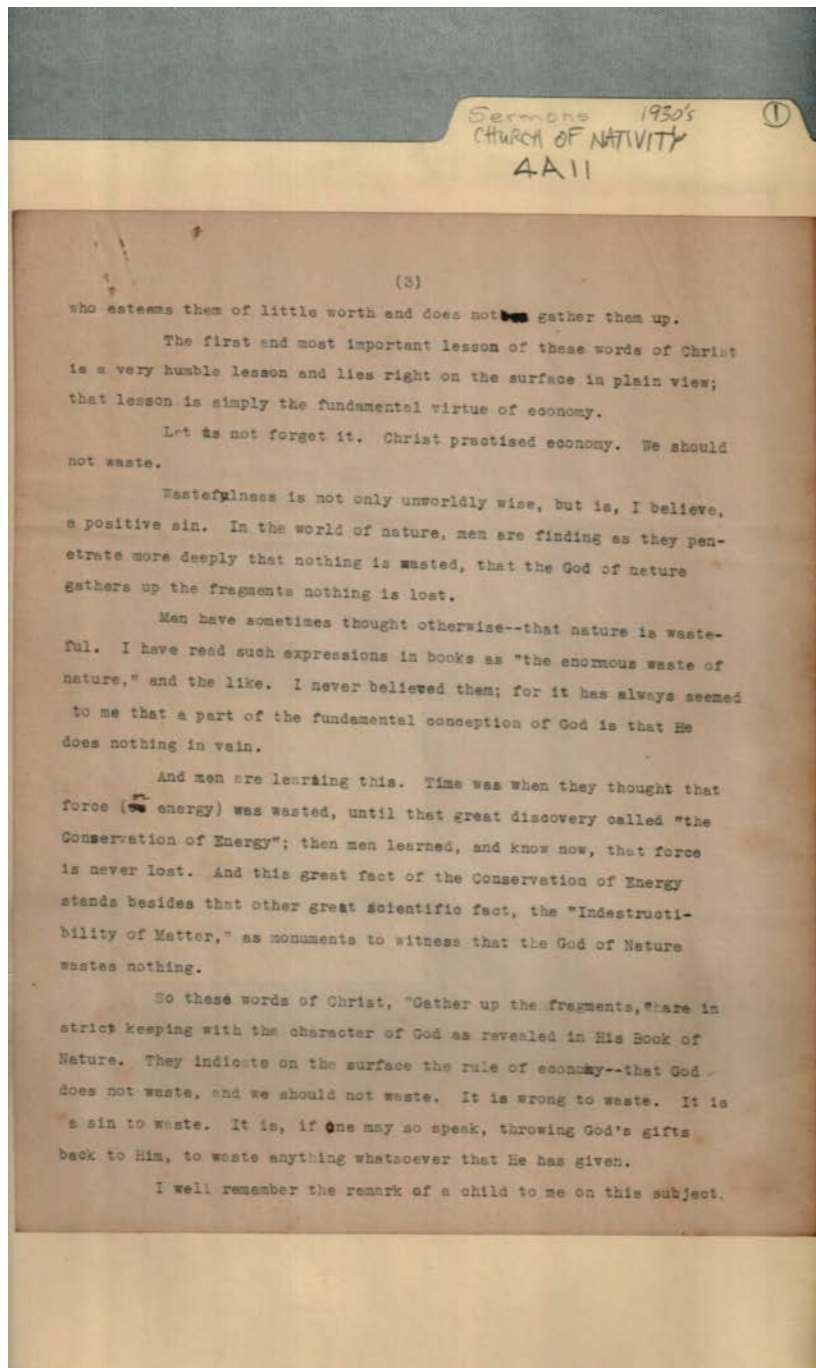 Sermons 1930's ①
CHURCH OF NATIVITY
4A11
(3)
who esteems them of little worth and does not gather them up.
The first and most important lesson of these words of Christ
is a very humble lesson and lies right on the surface in plain view;
that lesson is simply the fundamental virtue of economy.
Let us not forget it. Christ practised economy. We should
not waste.
Wastefulness is not only unworldly wise, but is, I believe,
a positive sin. In the world of nature, men are finding as they pen-
etrate more deeply that nothing is wasted, that the God of nature
gathers up the fragments nothing is lost.
Men have sometimes thought otherwise--that nature is waste-
ful. I have read such expressions in books as "the enormous waste of
nature," and the like. I never believed them; for it has always seemed
to me that a part of the fundamental conception of God is that He
does nothing in vain.
And men are learning this. Time was when they thought that
force (or energy) was wasted, until that great discovery called "the
Conservation of Energy"; then men learned, and know now, that force
is never lost. And this great fact of the Conservation of Energy
stands besides that other great scientific fact, the "Indestructi-
bility of Matter," as monuments to witness that the God of Nature
wastes nothing.
So these words of Christ, "Gather up the fragments," are in
strict keeping with the character of God as revealed in His Book of
Nature. They indicate on the surface the rule of economy--that God
does not waste, and we should not waste. It is wrong to waste. It is
a sin to waste. It is, if one may so speak, throwing God's gifts
back to Him, to waste anything whatsoever that He has given.
I well remember the remark of a child to me on this subject.